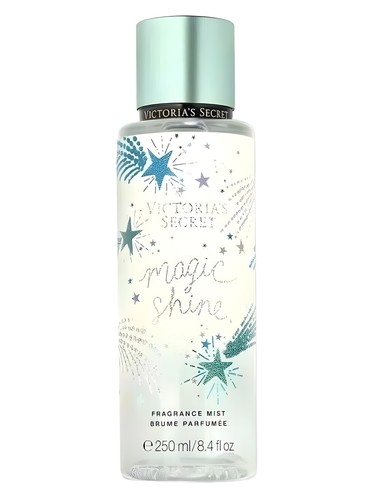 VICTORIA'S SECRET
VICTORIA'S
SECRET
magic
shine
FRAGRANCE MIST
BRUME PARFUMÉE
℮ 250 ml/8.4 fl oz